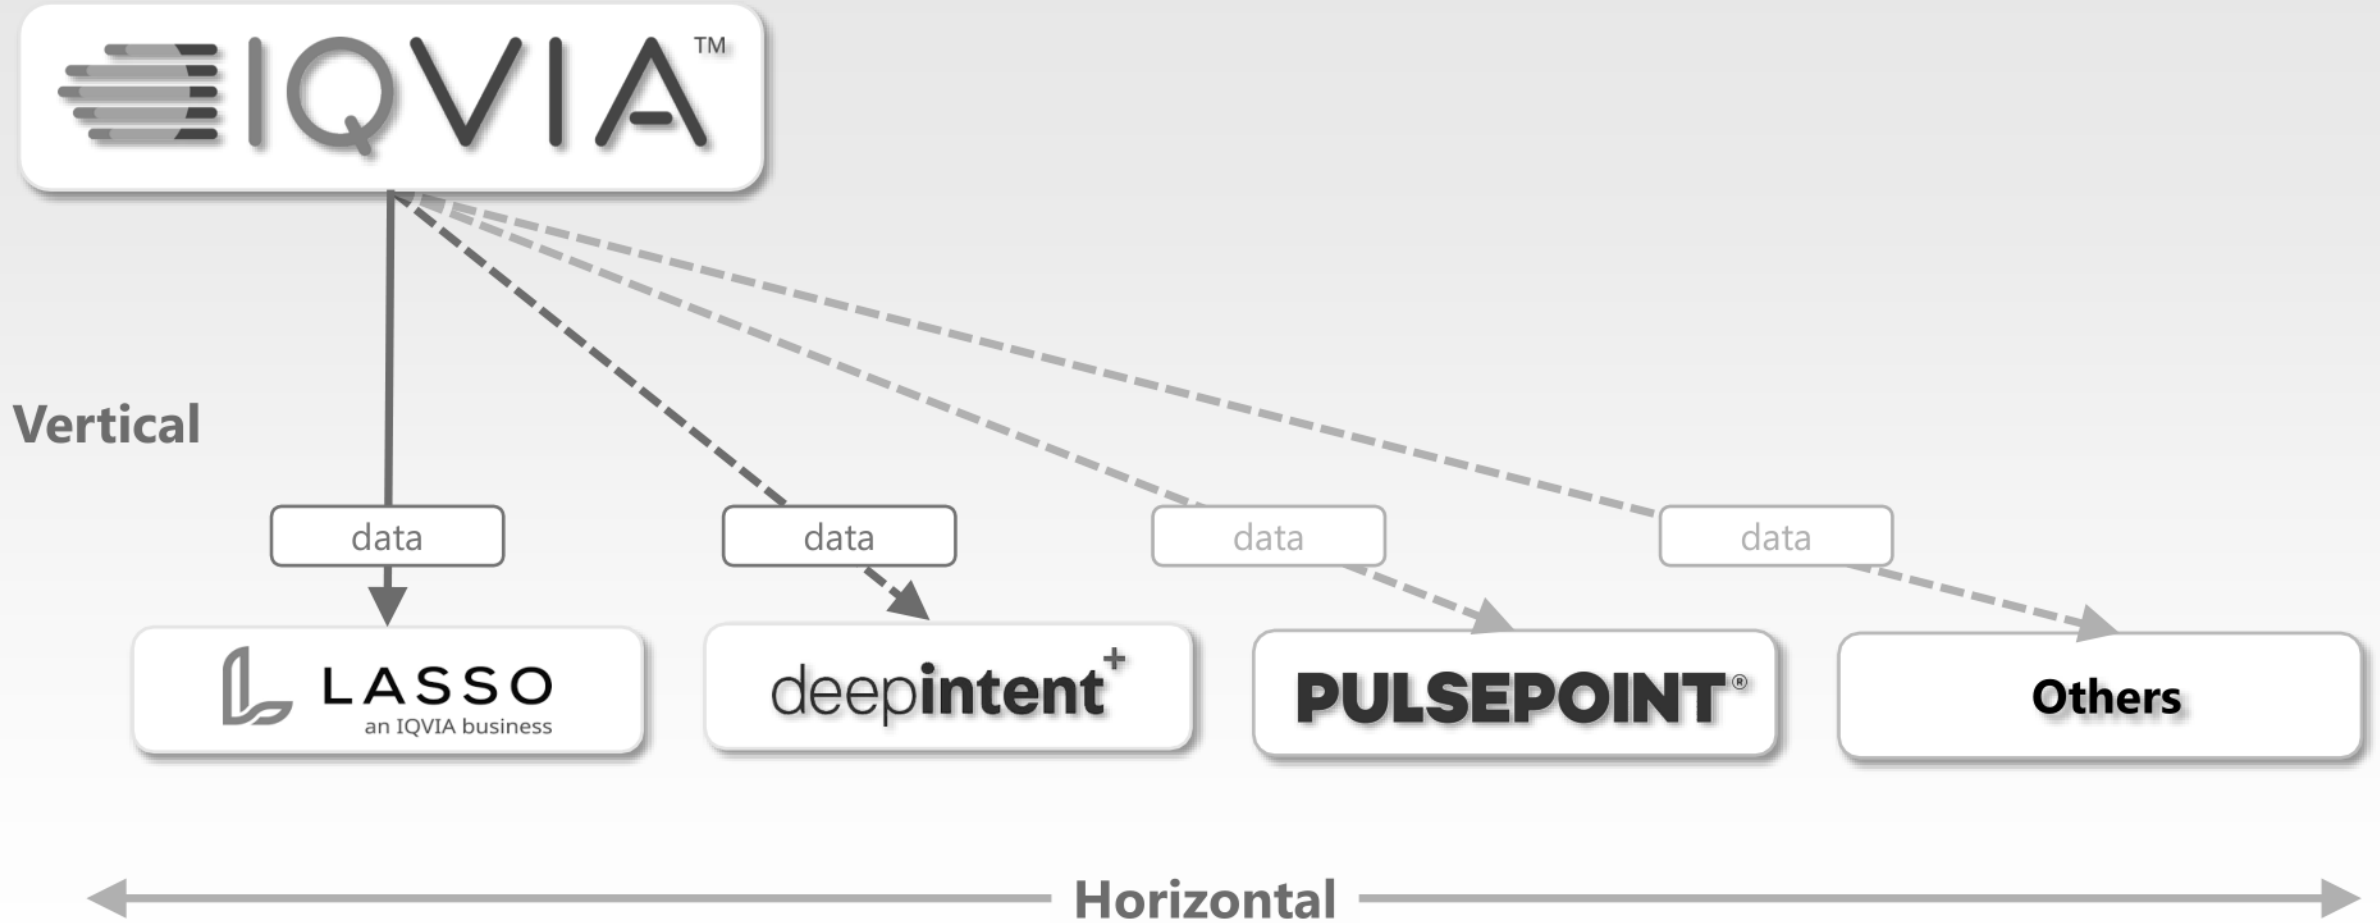 IQVIA™
Vertical
data
data
data
data
LASSO
an IQVIA business
deepintent+
PULSEPOINT®
Others
Horizontal